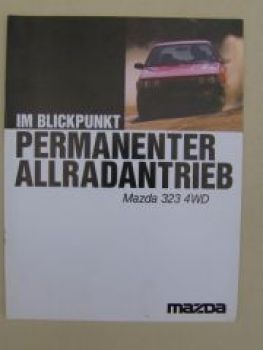 IM BLICKPUNKT
PERMANENTER
ALLRADANTRIEB
Mazda 323 4WD
mazda